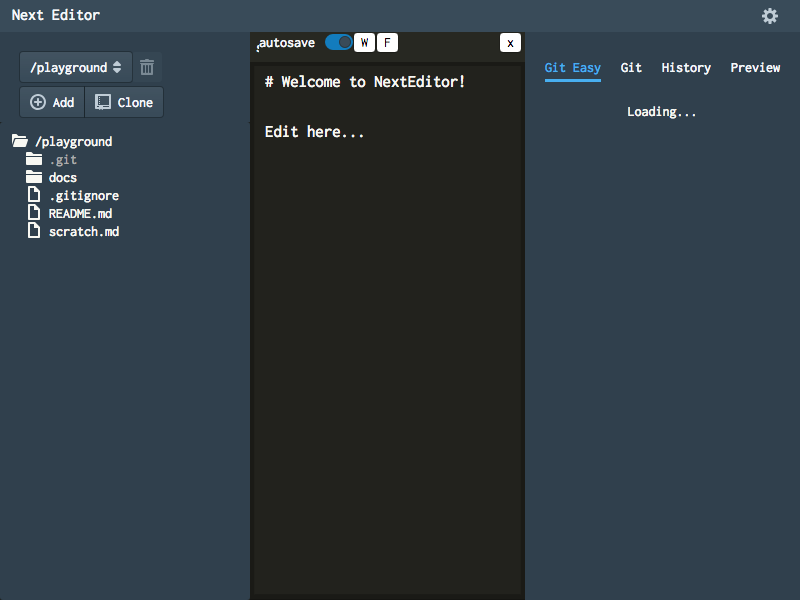 Next Editor
/playground
Add Clone
/playground
.git
docs
.gitignore
README.md
scratch.md
autosave W F x
# Welcome to NextEditor!
Edit here...
Git Easy Git History Preview
Loading...